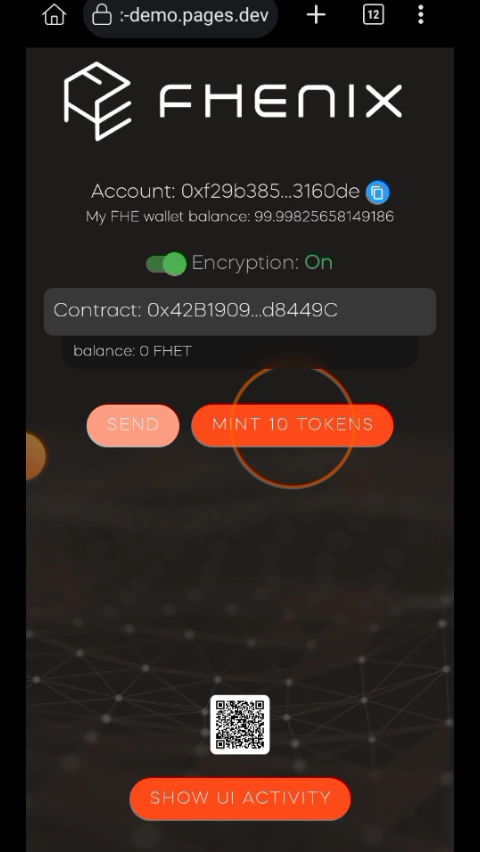 :-demo.pages.dev
12
FHENIX
Account: 0xf29b385...3160de
My FHE wallet balance: 99.99825658149186
Encryption: On
Contract: 0x42B1909...d8449C
balance: 0 FHET
SEND
MINT 10 TOKENS
SHOW UI ACTIVITY